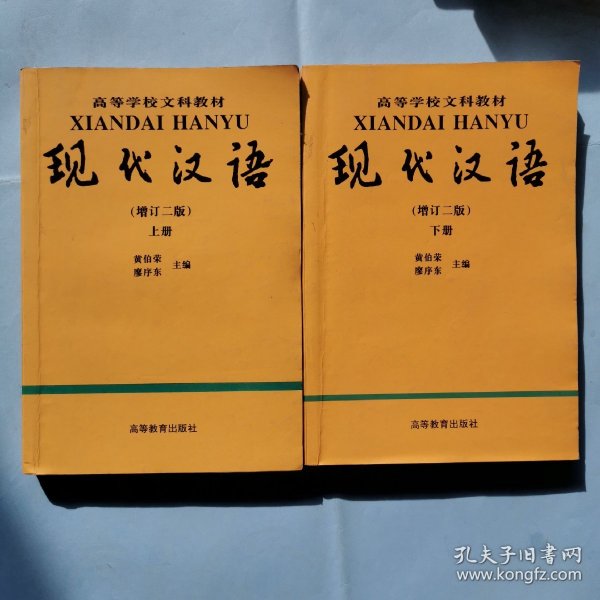 高等学校文科教材
XIANDAI HANYU
现代汉语
(增订二版)
上册
黄伯荣
廖序东
主编
高等教育出版社
高等学校文科教材
XIANDAI HANYU
现代汉语
(增订二版)
下册
黄伯荣
廖序东
主编
高等教育出版社
孔夫子旧书网
www.kongfz.com